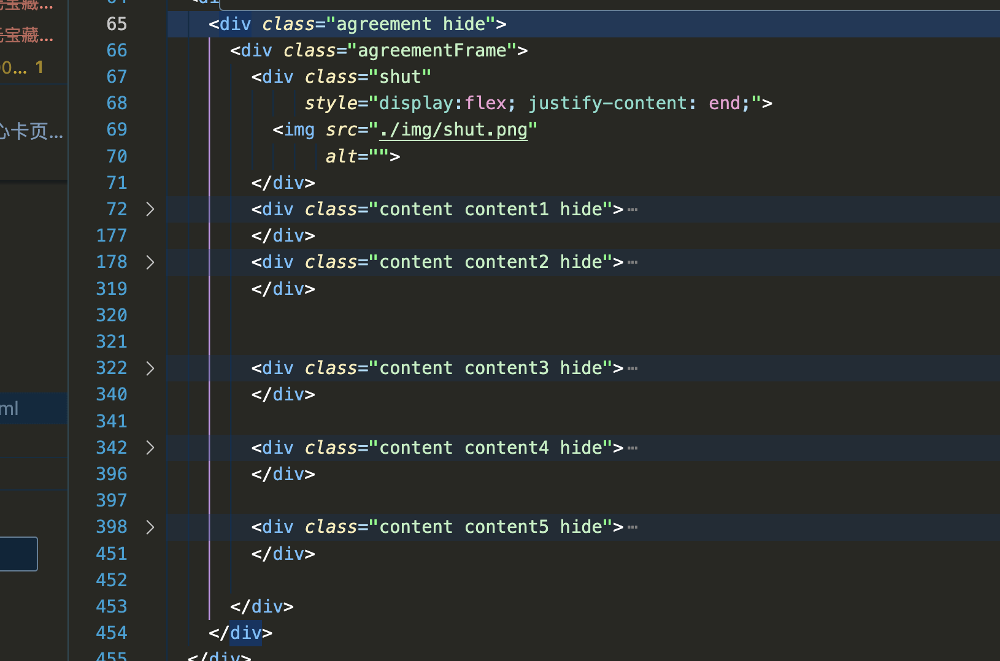 宝藏...
65 <div class="agreement hide">
宝藏...
66 <div class="agreementFrame">
0... 1
67 <div class="shut"
68 style="display:flex; justify-content: end;">
心卡页...
69 <img src="./img/shut.png"
70 alt="">
71 </div>
72 <div class="content content1 hide">
177 </div>
178 <div class="content content2 hide">
319 </div>
320
321
322 <div class="content content3 hide">
340 </div>
ml
341
342 <div class="content content4 hide">
396 </div>
397
398 <div class="content content5 hide">
451 </div>
452
453 </div>
454 </div>
455 </div>